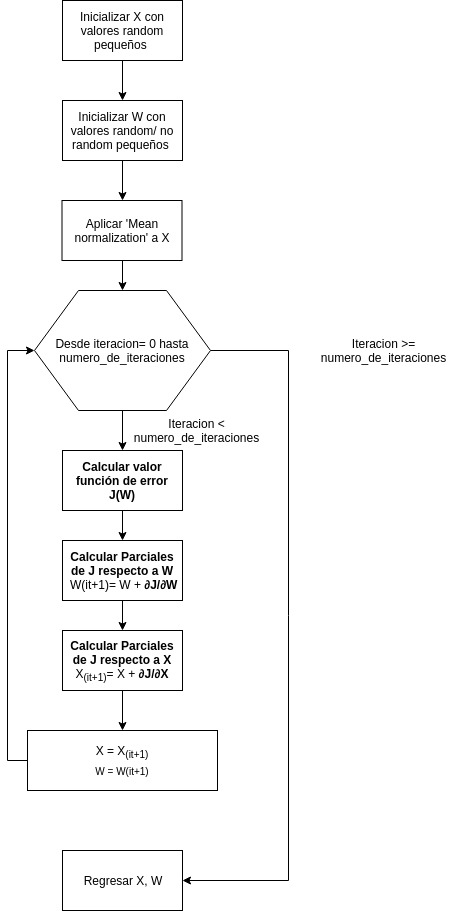 Inicializar X con
valores random
pequeños
Inicializar W con
valores random/ no
random pequeños
Aplicar 'Mean
normalization' a X
Desde iteracion= 0 hasta
numero_de_iteraciones
Iteracion >=
numero_de_iteraciones
Iteracion <
numero_de_iteraciones
Calcular valor
función de error
J(W)
Calcular Parciales
de J respecto a W
W(it+1)= W + ∂J/∂W
Calcular Parciales
de J respecto a X
X(it+1)= X + ∂J/∂X
X = X(it+1)
W = W(it+1)
Regresar X, W